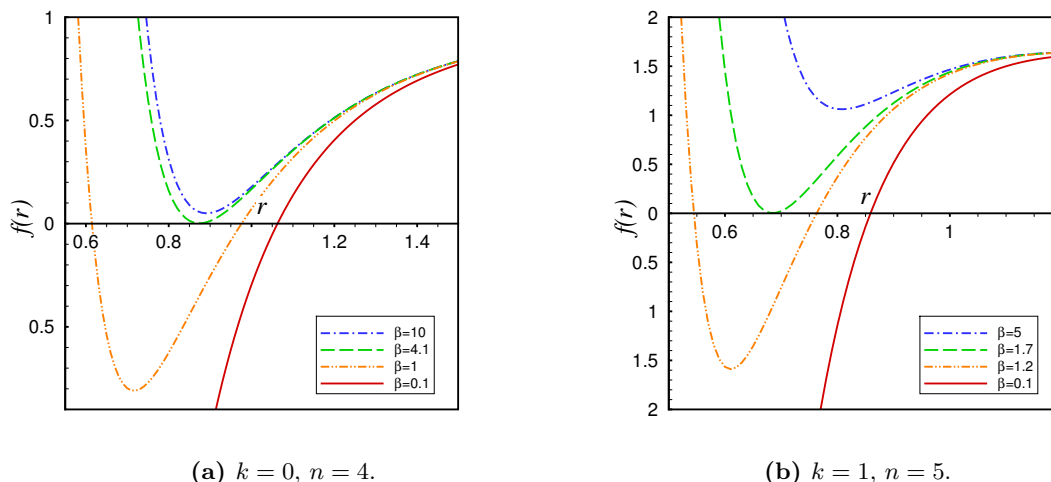 1
0.5
0
0.5
f(r)
r
0.6 0.8 1.2 1.4
β=10
β=4.1
β=1
β=0.1
(a) k = 0, n = 4.
2
1.5
1
0.5
0
0.5
1
1.5
2
f(r)
r
0.6 0.8 1
β=5
β=1.7
β=1.2
β=0.1
(b) k = 1, n = 5.